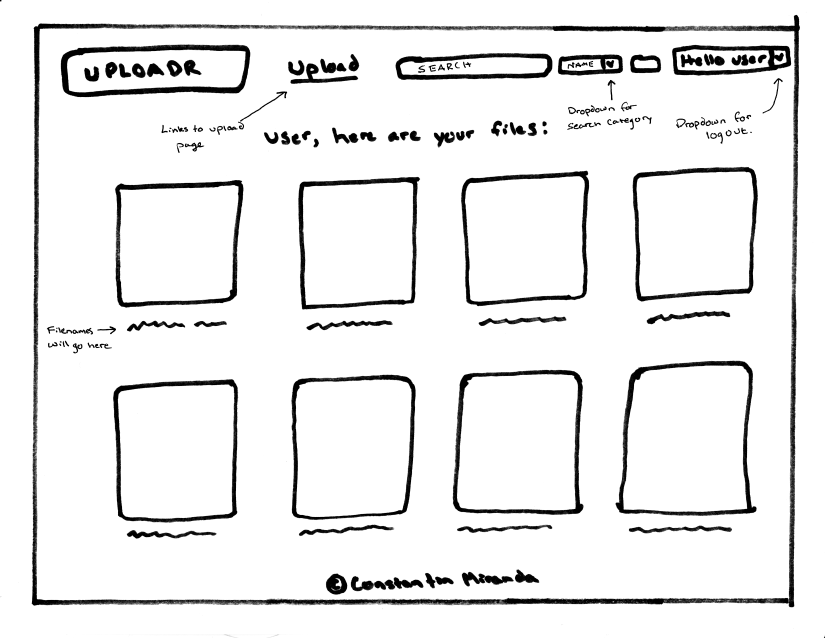 UPLOADR
Upload
SEARCH
NAME
Hello user
Links to upload
page
Dropdown for
search category
Dropdown for
logout.
user, here are your files:
Filenames
will go here
© Constantin Miranda